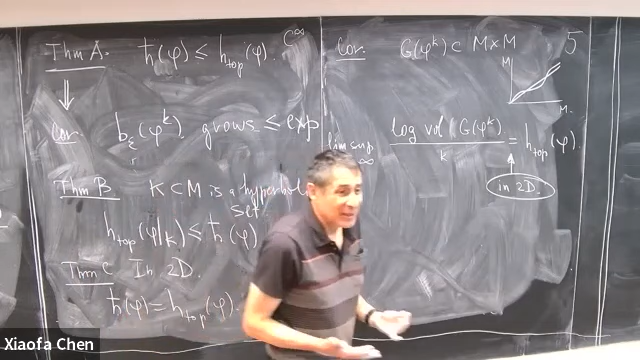 Thm A. ħ(φ) ≤ h_top(φ). C^∞
⇓
Cor. b_ε(φ^k) grows ≤ exp
Thm B K ⊂ M is a hyperbolic
set.
h_top(φ|K) ≤ ħ(φ)
Thm C In 2D.
ħ(φ) = h_top(φ).
Cor. G(φ^k) ⊂ M×M 5
M
M
lim sup log vol(G(φ^k)) / k = h_top(φ)
∞
in 2D.
Xiaofa Chen